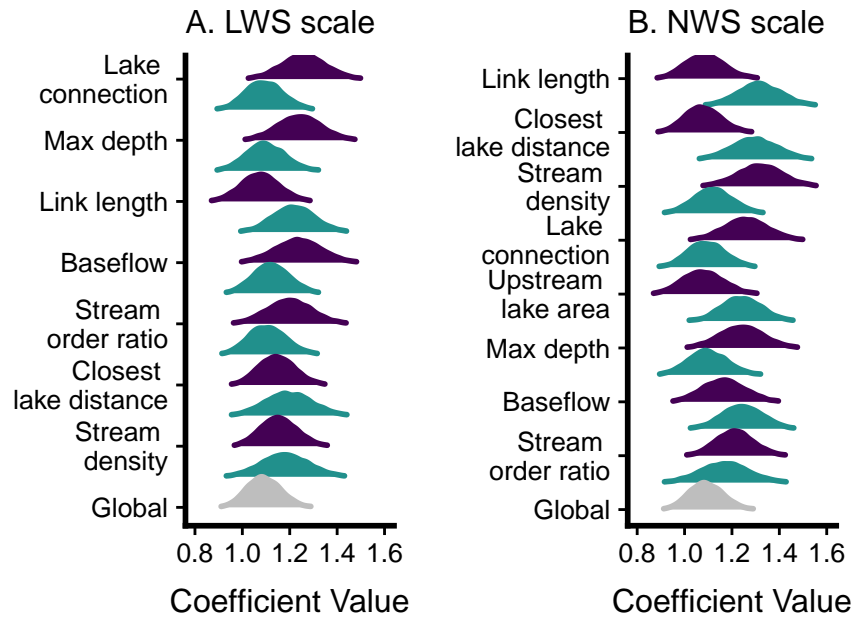 A. LWS scale
Lake
connection
Max depth
Link length
Baseflow
Stream
order ratio
Closest
lake distance
Stream
density
Global
0.8 1.0 1.2 1.4 1.6
Coefficient Value
B. NWS scale
Link length
Closest
lake distance
Stream
density
Lake
connection
Upstream
lake area
Max depth
Baseflow
Stream
order ratio
Global
0.8 1.0 1.2 1.4 1.6
Coefficient Value